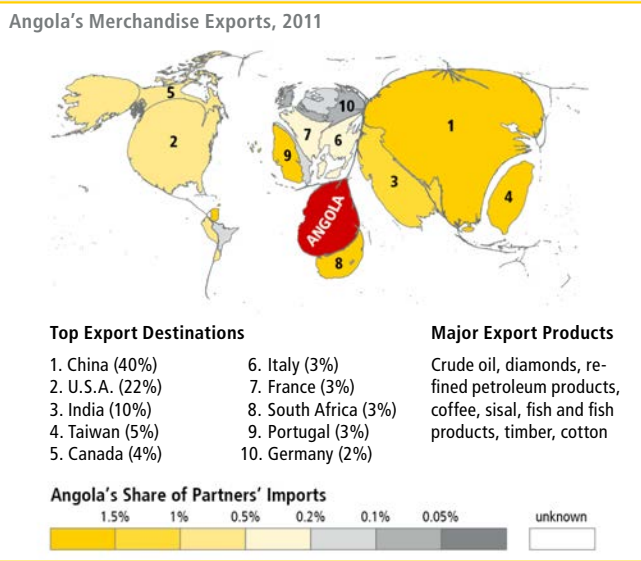 Angola's Merchandise Exports, 2011
5
10
1
2
7
6
9
3
4
ANGOLA
8
Top Export Destinations
1. China (40%)
2. U.S.A. (22%)
3. India (10%)
4. Taiwan (5%)
5. Canada (4%)
6. Italy (3%)
7. France (3%)
8. South Africa (3%)
9. Portugal (3%)
10. Germany (2%)
Major Export Products
Crude oil, diamonds, re-
fined petroleum products,
coffee, sisal, fish and fish
products, timber, cotton
Angola's Share of Partners' Imports
1.5% 1% 0.5% 0.2% 0.1% 0.05% unknown